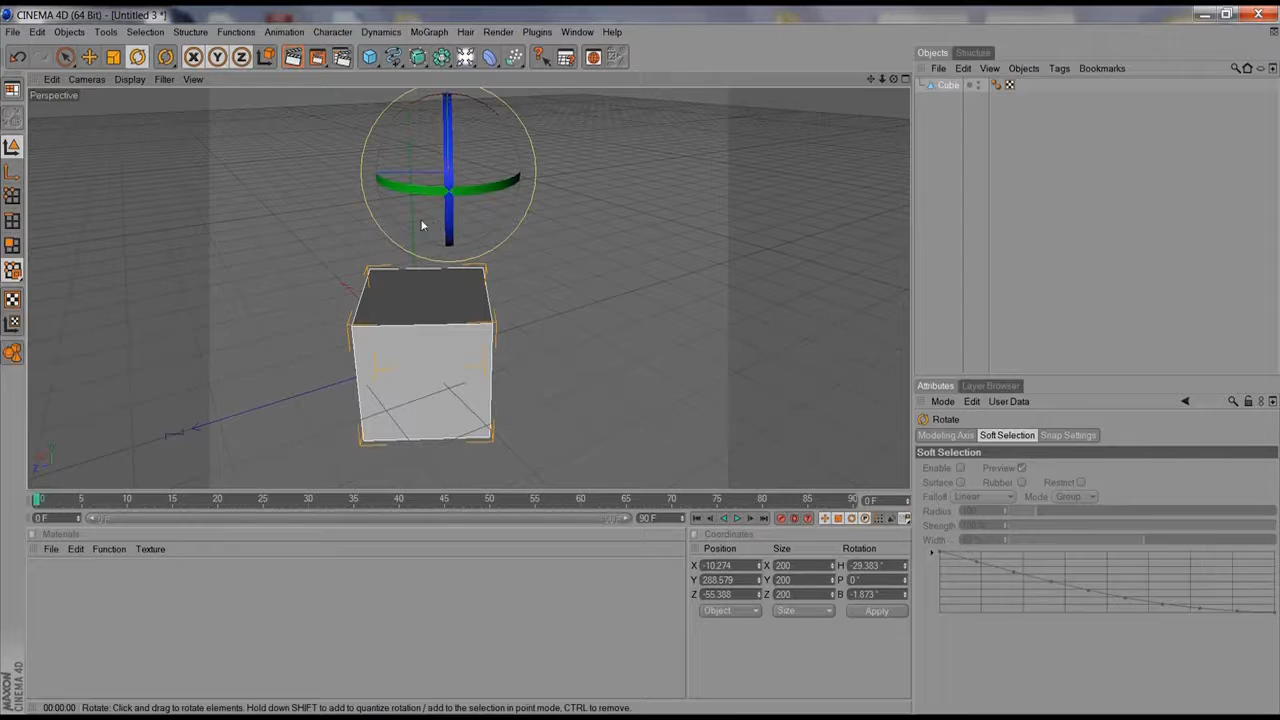 CINEMA 4D (64 Bit) - [Untitled 3 *]
File Edit Objects Tools Selection Structure Functions Animation Character Dynamics MoGraph Hair Render Plugins Window Help
X Y Z
Edit Cameras Display Filter View
Perspective
Objects Structure
File Edit View Objects Tags Bookmarks
Cube
Attributes Layer Browser
Mode Edit User Data
Rotate
Modeling Axis Soft Selection Snap Settings
Soft Selection
Enable Preview
Surface Rubber Restrict
Falloff Linear Mode Group
Radius 100
Strength 100 %
Width
0 5 10 15 20 25 30 35 40 45 50 55 60 65 70 75 80 85 90 0 F
0 F 0 F 90 F 90 F
Materials
File Edit Function Texture
Coordinates
Position Size Rotation
X -10.274 X 200 H -29.383 °
Y 288.579 Y 200 P 0 °
Z -55.388 Z 200 B -1.873 °
Object Size Apply
MAXON CINEMA 4D
00:00:00 Rotate: Click and drag to rotate elements. Hold down SHIFT to add to quantize rotation / add to the selection in point mode, CTRL to remove.